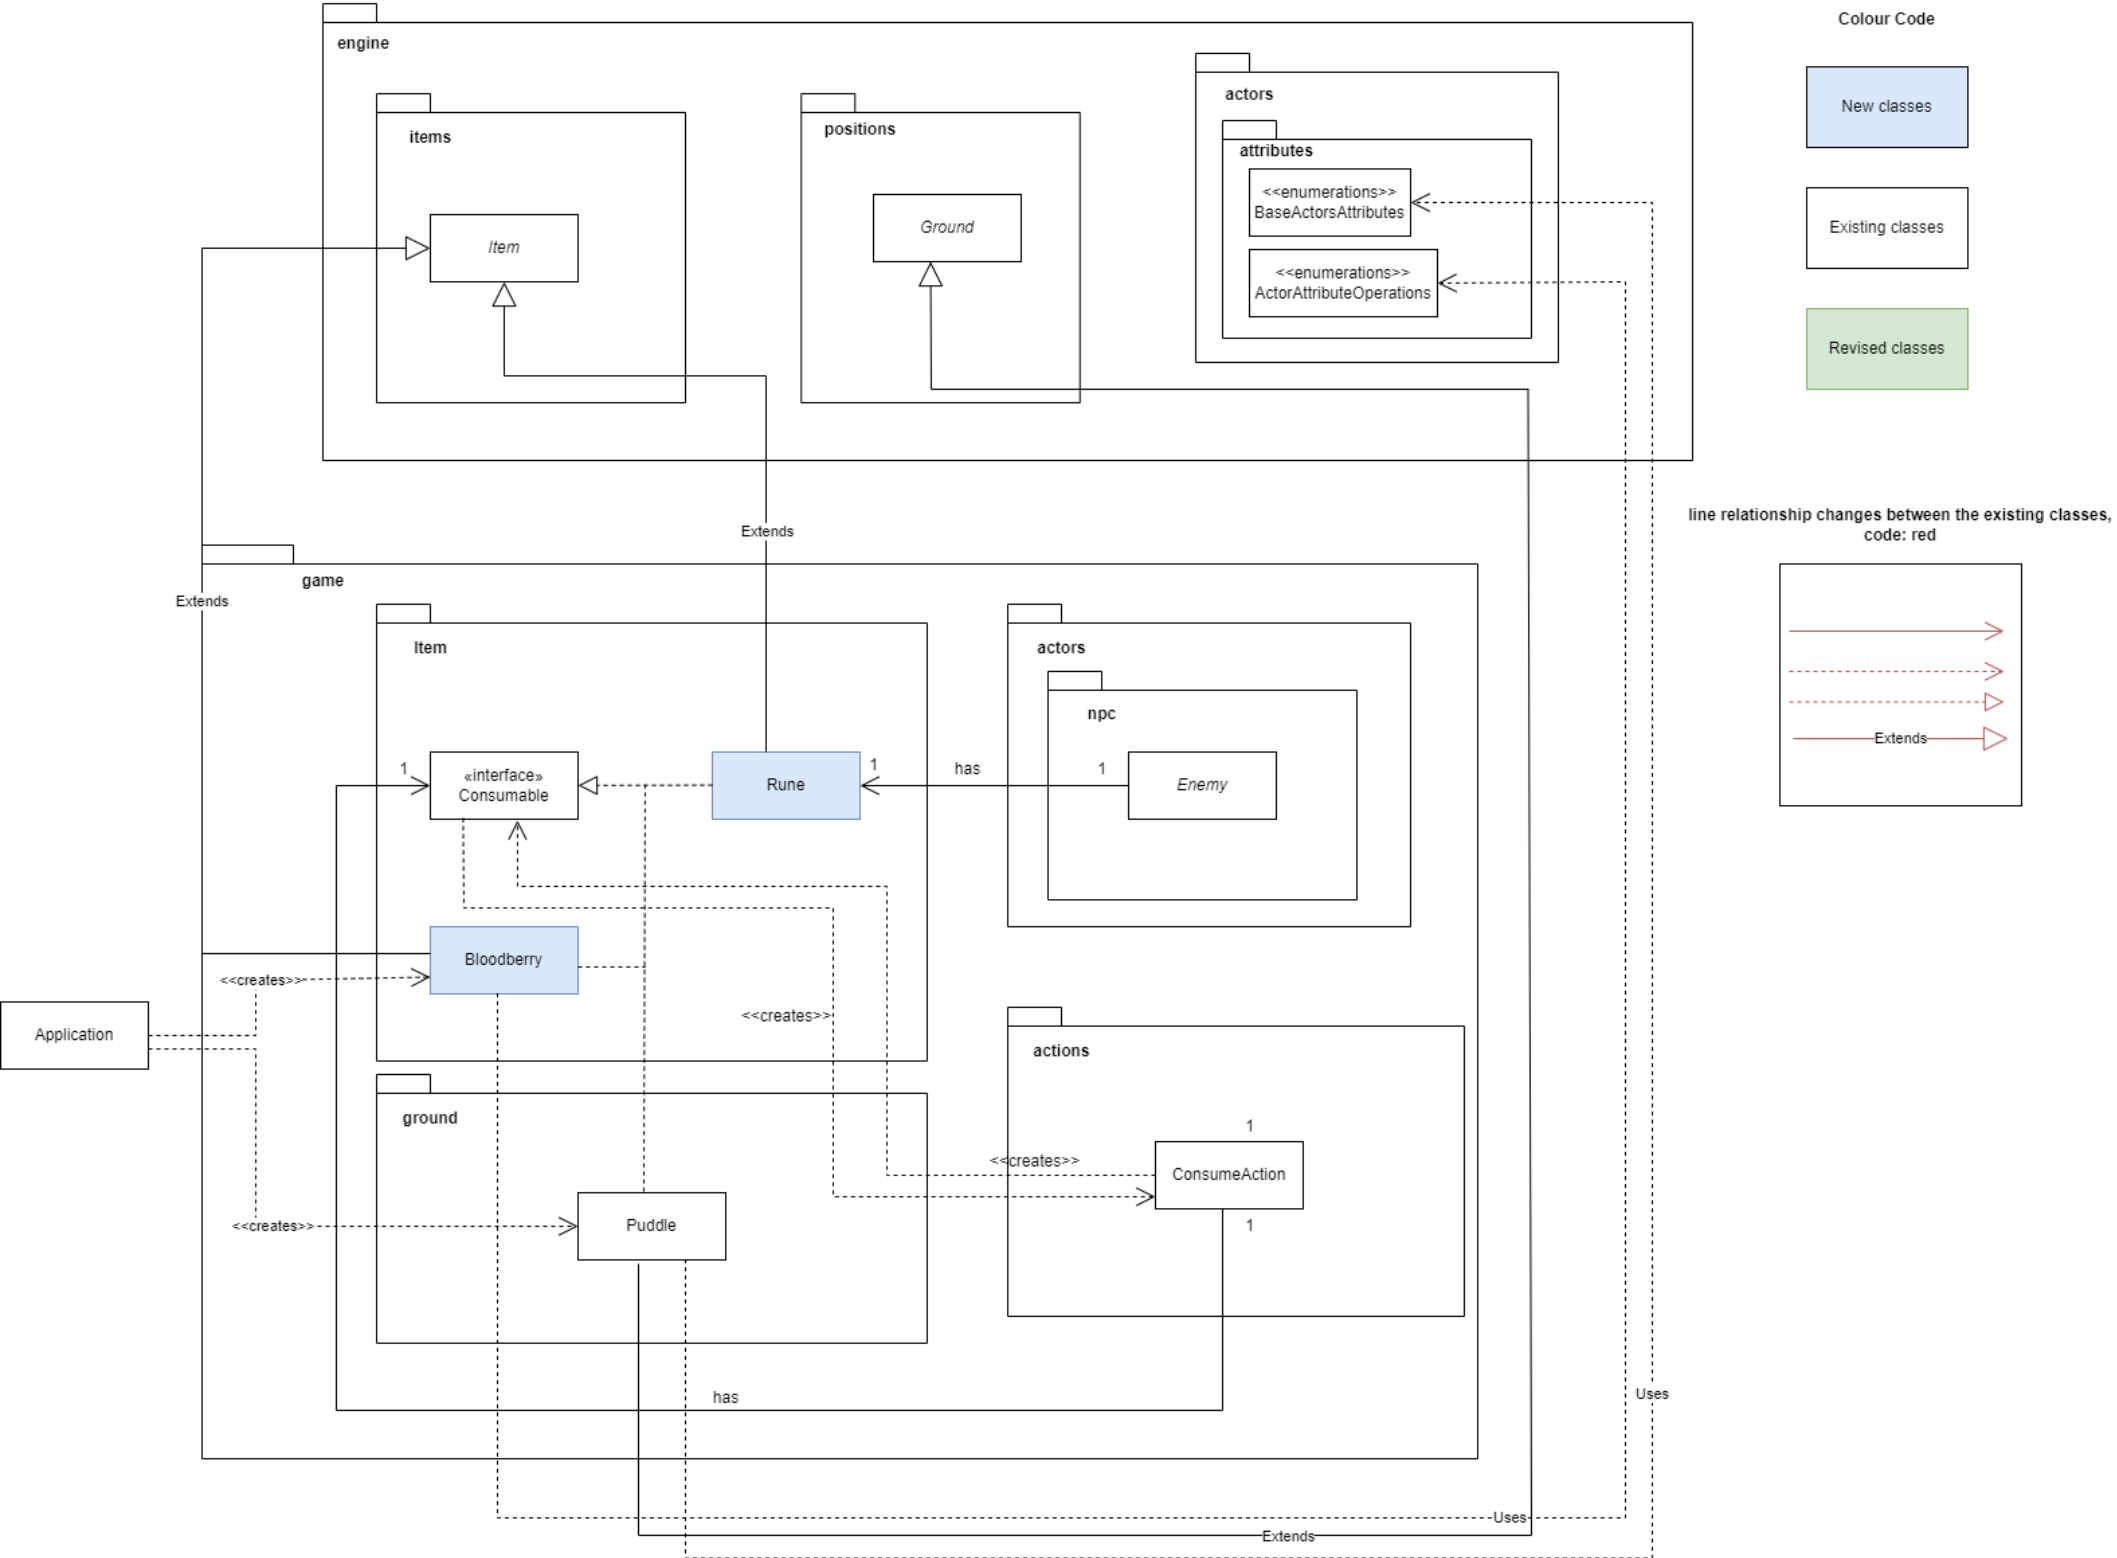 Colour Code
engine
New classes
actors
items
positions
attributes
<<enumerations>>
BaseActorsAttributes
Item
Ground
Existing classes
<<enumerations>>
ActorAttributeOperations
Revised classes
line relationship changes between the existing classes,
code: red
Extends
game
Extends
Item
actors
npc
1
«interface»
Consumable
Rune
1
has
1
Enemy
Extends
Bloodberry
<<creates>>
<<creates>>
Application
actions
ground
1
<<creates>>
ConsumeAction
<<creates>>
Puddle
1
has
Uses
Uses
Extends